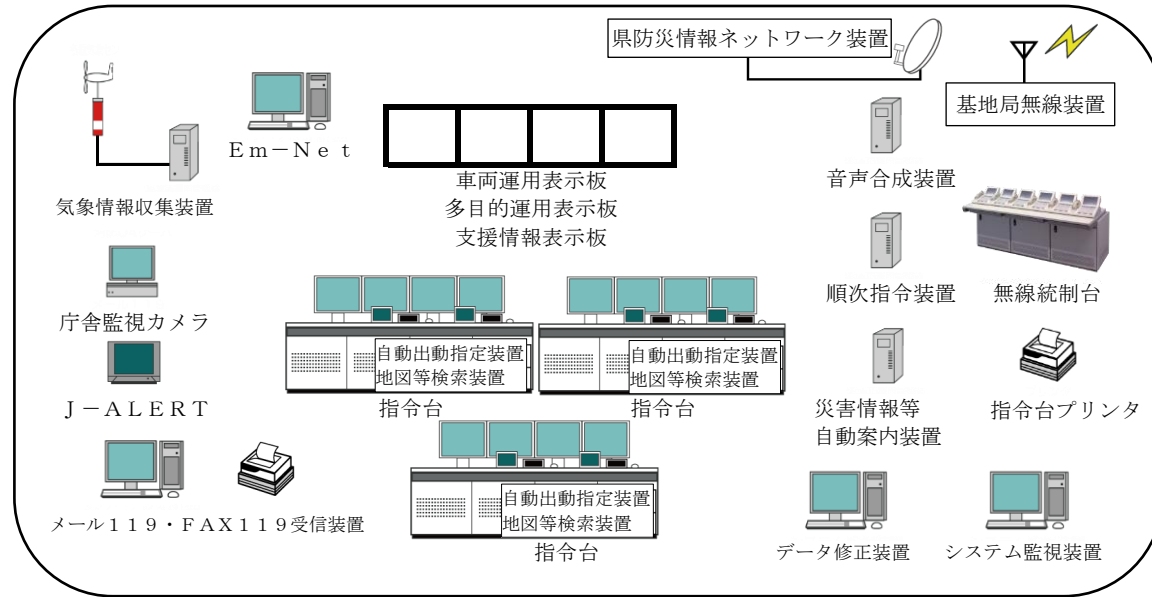 県防災情報ネットワーク装置
基地局無線装置
Ｅｍ－Ｎｅｔ
気象情報収集装置
車両運用表示板
多目的運用表示板
支援情報表示板
音声合成装置
順次指令装置
無線統制台
庁舎監視カメラ
Ｊ－ＡＬＥＲＴ
自動出動指定装置
地図等検索装置
指令台
自動出動指定装置
地図等検索装置
指令台
災害情報等
自動案内装置
指令台プリンタ
メール１１９・ＦＡＸ１１９受信装置
自動出動指定装置
地図等検索装置
指令台
データ修正装置
システム監視装置